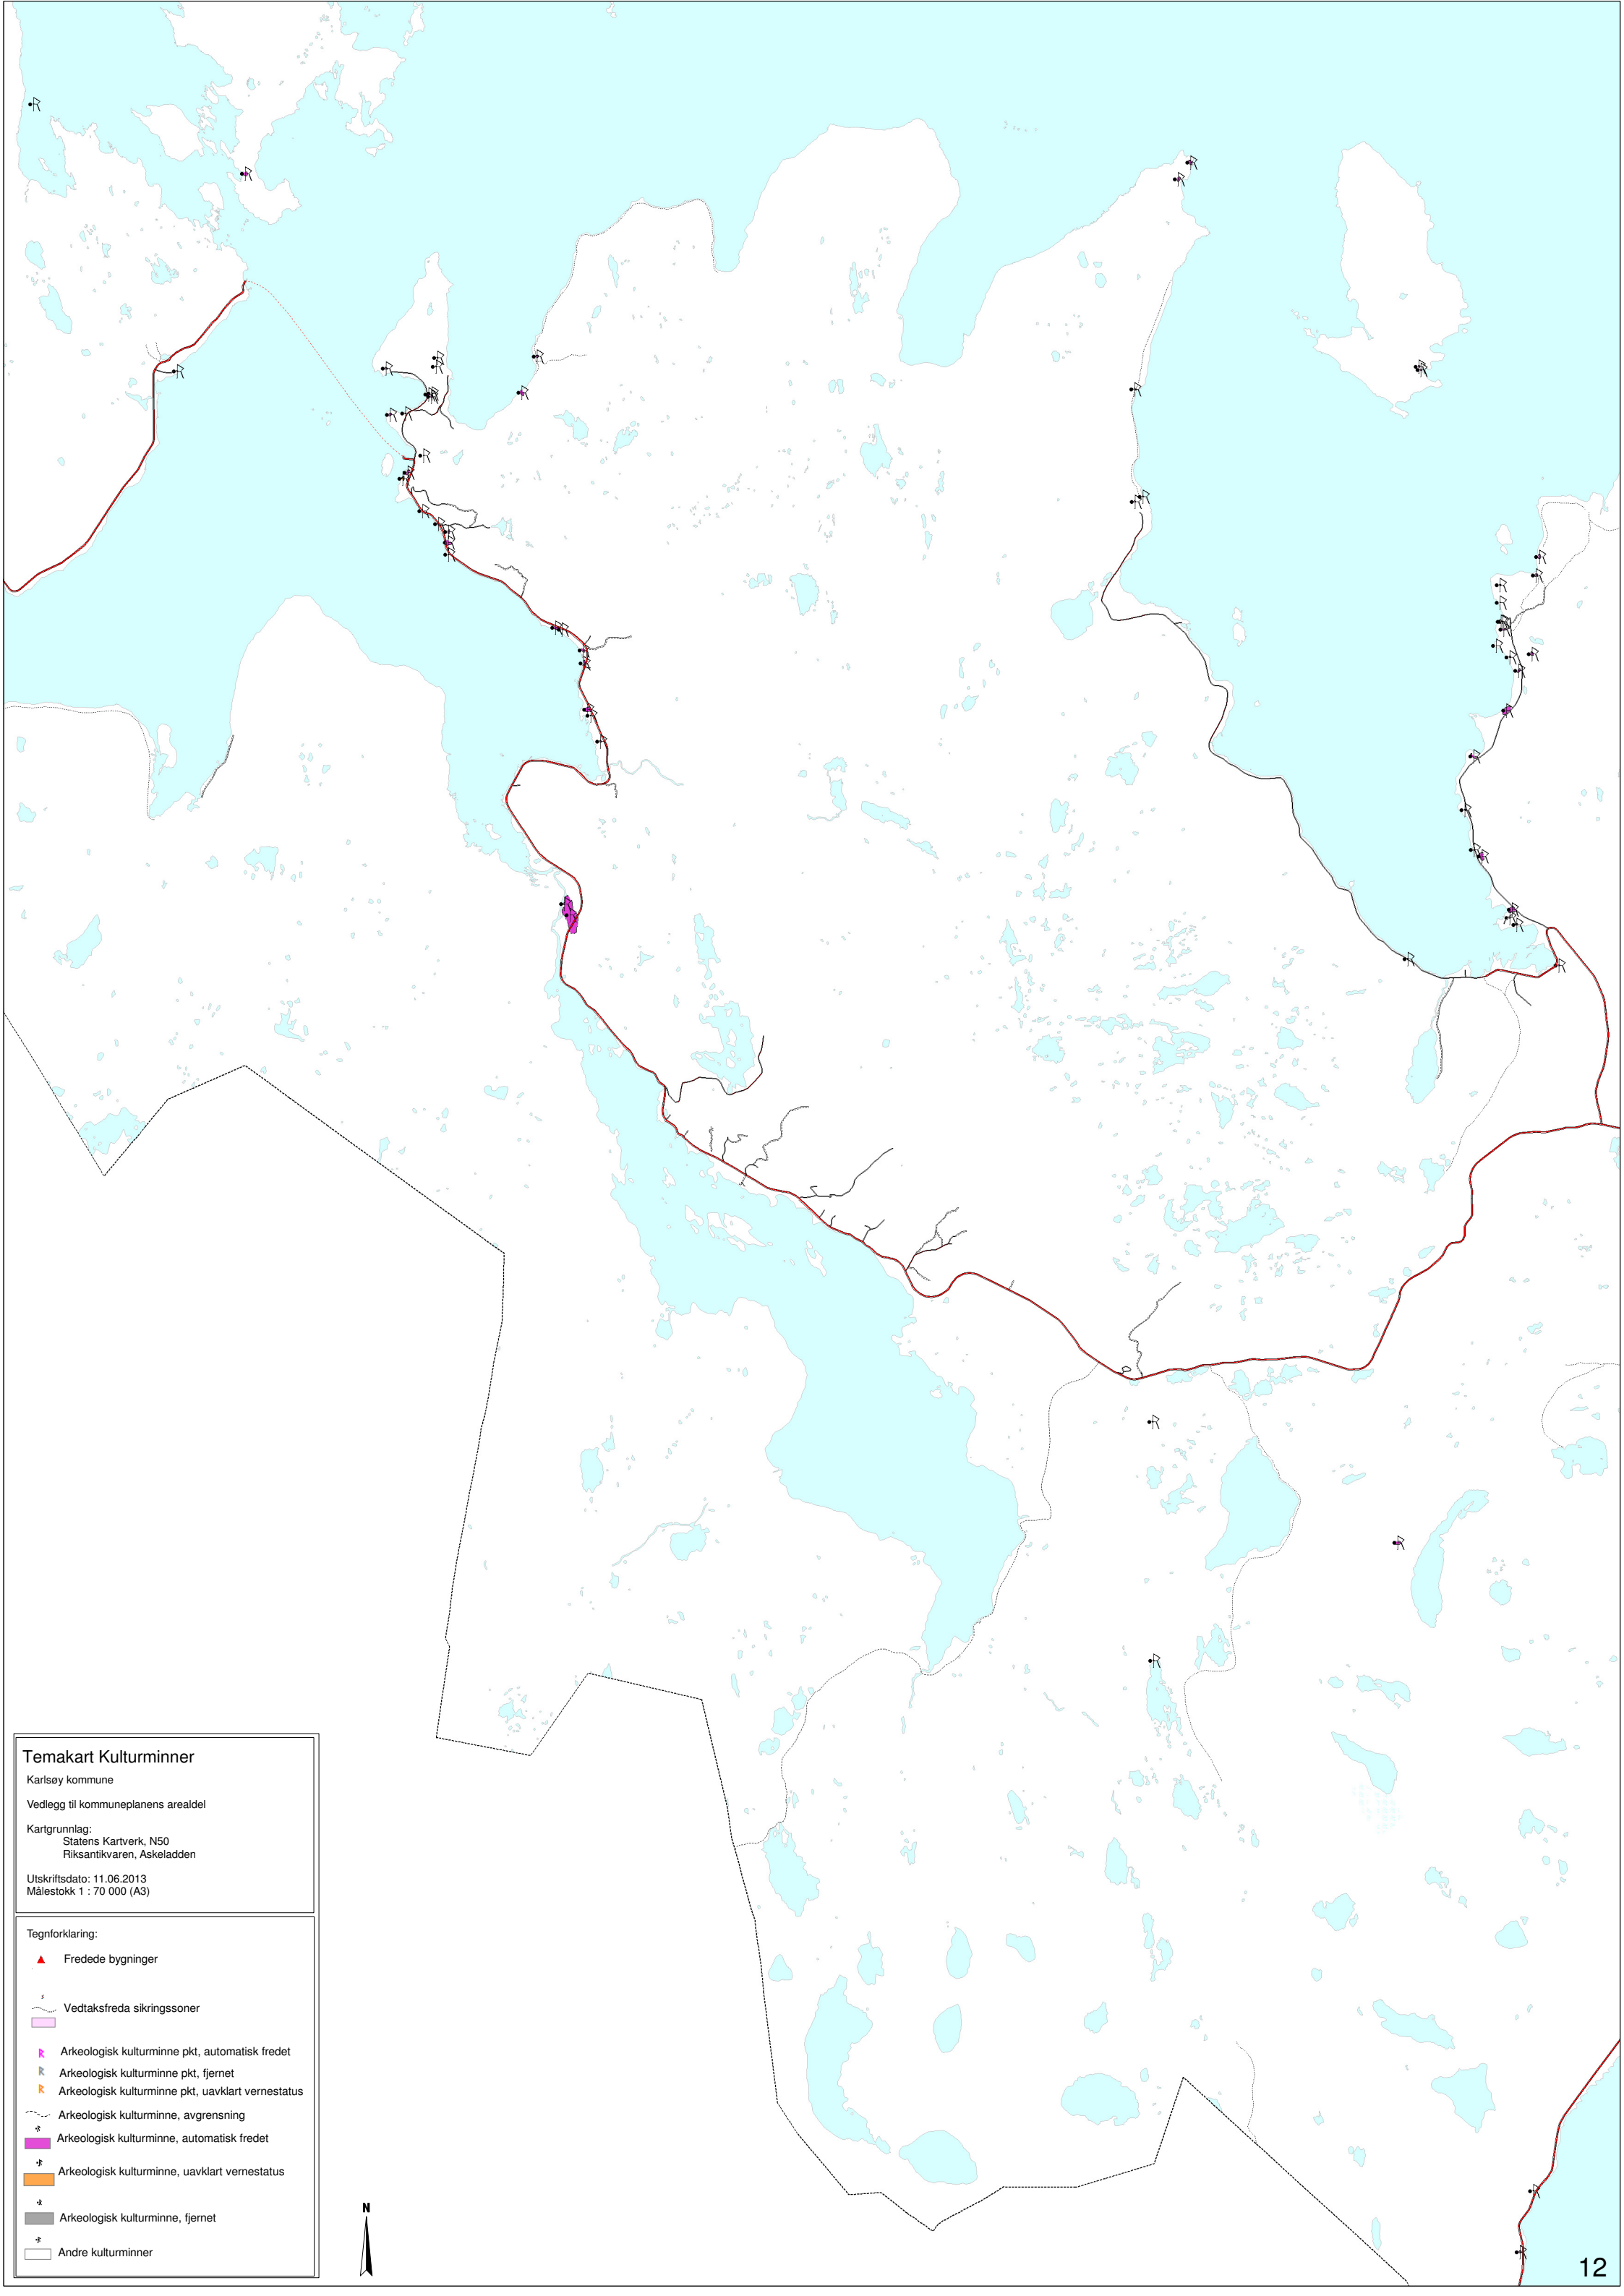 Temakart Kulturminner
Karlsøy kommune
Vedlegg til kommuneplanens arealdel
Kartgrunnlag:
Statens Kartverk, N50
Riksantikvaren, Askeladden
Utskriftsdato: 11.06.2013
Målestokk 1 : 70 000 (A3)
Tegnforklaring:
Fredede bygninger
Vedtaksfreda sikringssoner
Arkeologisk kulturminne pkt, automatisk fredet
Arkeologisk kulturminne pkt, fjernet
Arkeologisk kulturminne pkt, uavklart vernestatus
Arkeologisk kulturminne, avgrensning
Arkeologisk kulturminne, automatisk fredet
Arkeologisk kulturminne, uavklart vernestatus
Arkeologisk kulturminne, fjernet
Andre kulturminner
N
12